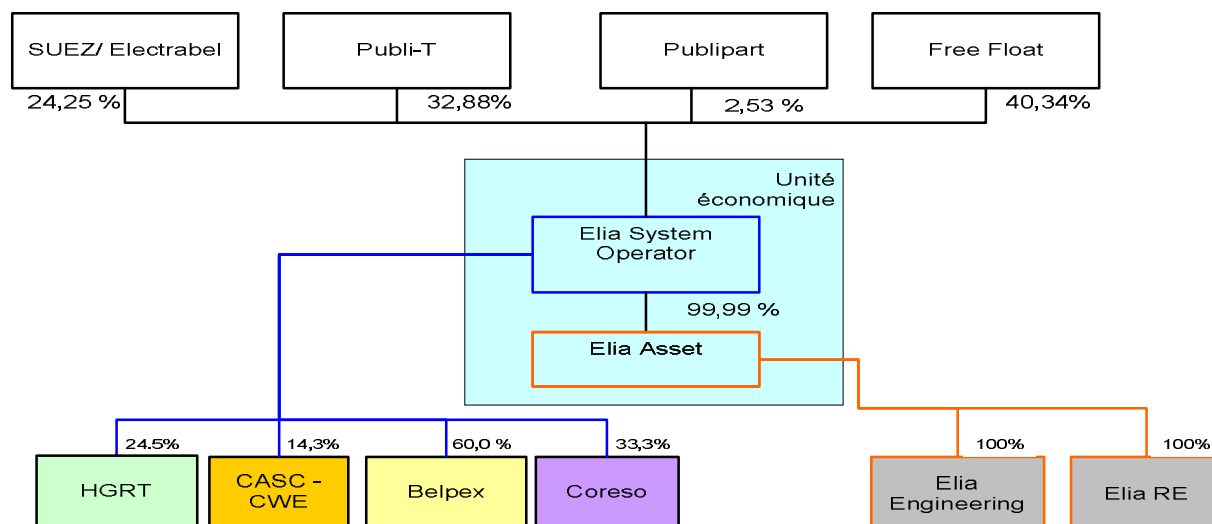 SUEZ/ Electrabel
Publi-T
Publipart
Free Float
24,25 %
32,88%
2,53 %
40,34%
Unité
économique
Elia System
Operator
99,99 %
Elia Asset
24.5%
14,3%
60,0 %
33,3%
100%
100%
HGRT
CASC -
CWE
Belpex
Coreso
Elia
Engineering
Elia RE